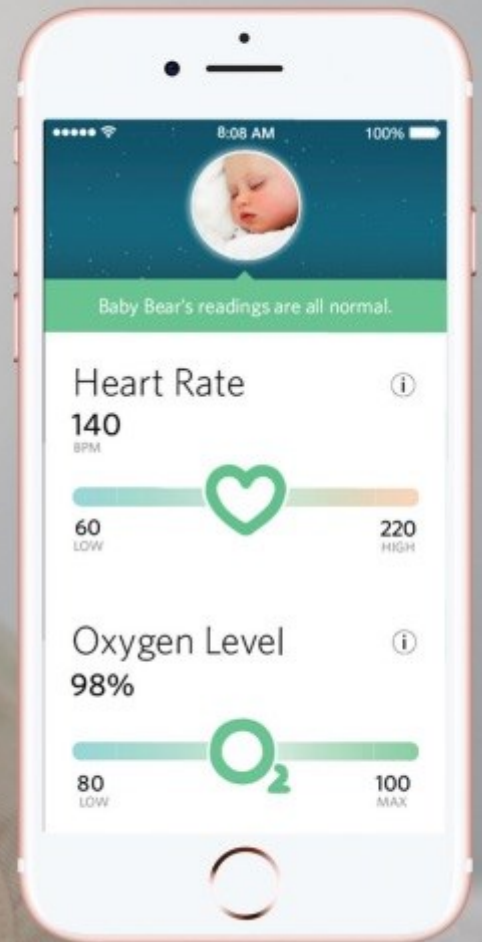 8:08 AM 100%
Baby Bear's readings are all normal.
Heart Rate
140
BPM
60 220
LOW HIGH
Oxygen Level
98%
O2
80 100
LOW MAX